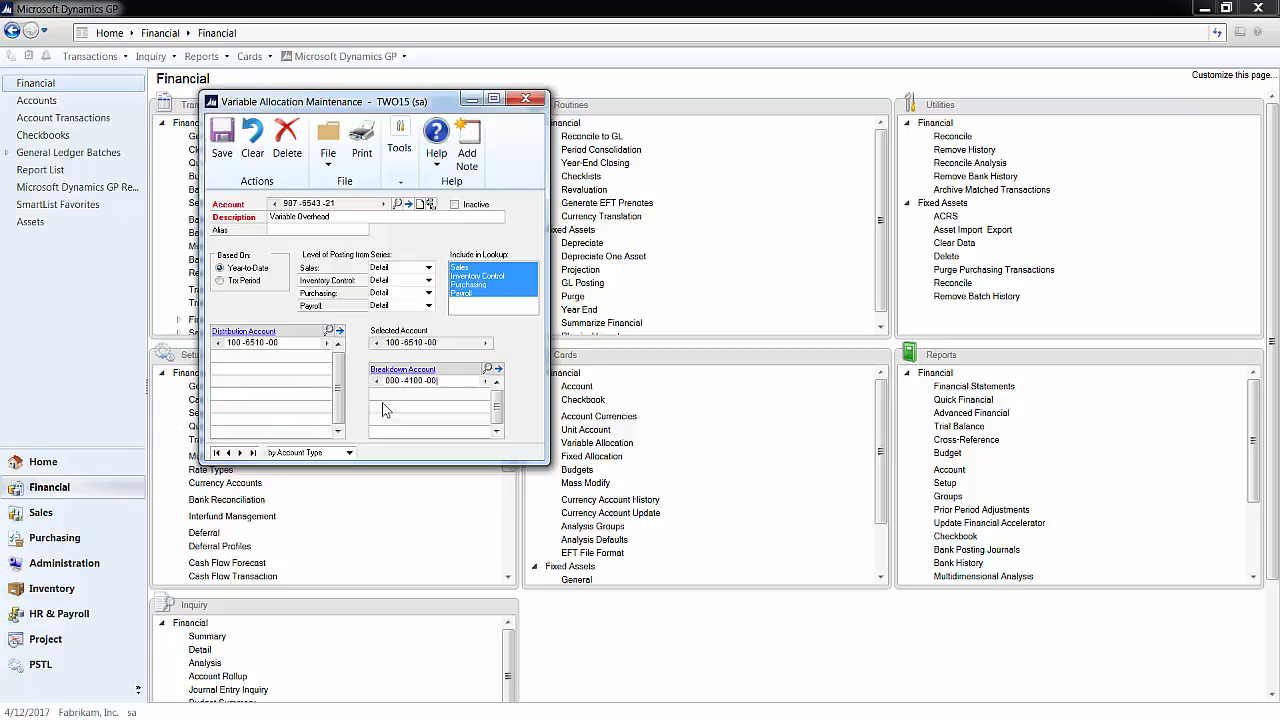 Microsoft Dynamics GP
Home
Financial
Financial
Transactions
Inquiry
Reports
Cards
Microsoft Dynamics GP
Financial
Customize this page...
Financial
Accounts
Account Transactions
Checkbooks
General Ledger Batches
Report List
Microsoft Dynamics GP Re...
SmartList Favorites
Assets
Home
Financial
Sales
Purchasing
Administration
Inventory
HR & Payroll
Project
PSTL
Variable Allocation Maintenance - TWO15 (sa)
Save
Clear
Delete
File
Print
Tools
Help
Add
Note
Actions
File
Help
Account
987 -6543 -21
Inactive
Description
Variable Overhead
Alias
Based On:
Level of Posting from Series:
Include in Lookup:
Year-to-Date
Trx Period
Sales:
Detail
Inventory Control:
Detail
Purchasing:
Detail
Payroll:
Detail
Sales
Inventory Control
Purchasing
Payroll
Distribution Account
100 -6510 -00
Selected Account
100 -6510 -00
Breakdown Account
000 -4100 -00
by Account Type
Rate Types
Currency Accounts
Bank Reconciliation
Interfund Management
Deferral
Deferral Profiles
Cash Flow Forecast
Cash Flow Transaction
Inquiry
Financial
Summary
Detail
Analysis
Account Rollup
Journal Entry Inquiry
Routines
Reconcile to GL
Period Consolidation
Year-End Closing
Checklists
Revaluation
Generate EFT Prenotes
Currency Translation
Depreciate
Depreciate One Asset
Projection
GL Posting
Purge
Year End
Summarize Financial
Cards
Account
Checkbook
Account Currencies
Unit Account
Variable Allocation
Fixed Allocation
Budgets
Mass Modify
Currency Account History
Currency Account Update
Analysis Groups
Analysis Defaults
EFT File Format
Fixed Assets
General
Utilities
Financial
Reconcile
Remove History
Reconcile Analysis
Remove Bank History
Archive Matched Transactions
Fixed Assets
ACRS
Asset Import Export
Clear Data
Delete
Purge Purchasing Transactions
Reconcile
Remove Batch History
Reports
Financial
Financial Statements
Quick Financial
Advanced Financial
Trial Balance
Cross-Reference
Budget
Account
Setup
Groups
Prior Period Adjustments
Update Financial Accelerator
Checkbook
Bank Posting Journals
Bank History
Multidimensional Analysis
4/12/2017
Fabrikam, Inc.
sa